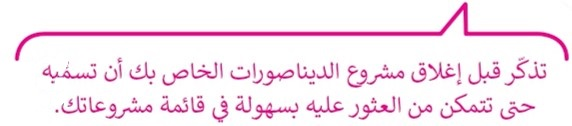 تذكّر قبل إغلاق مشروع الديناصورات الخاص بك أن تسمّيه
حتى تتمكن من العثور عليه بسهولة في قائمة مشروعاتك.